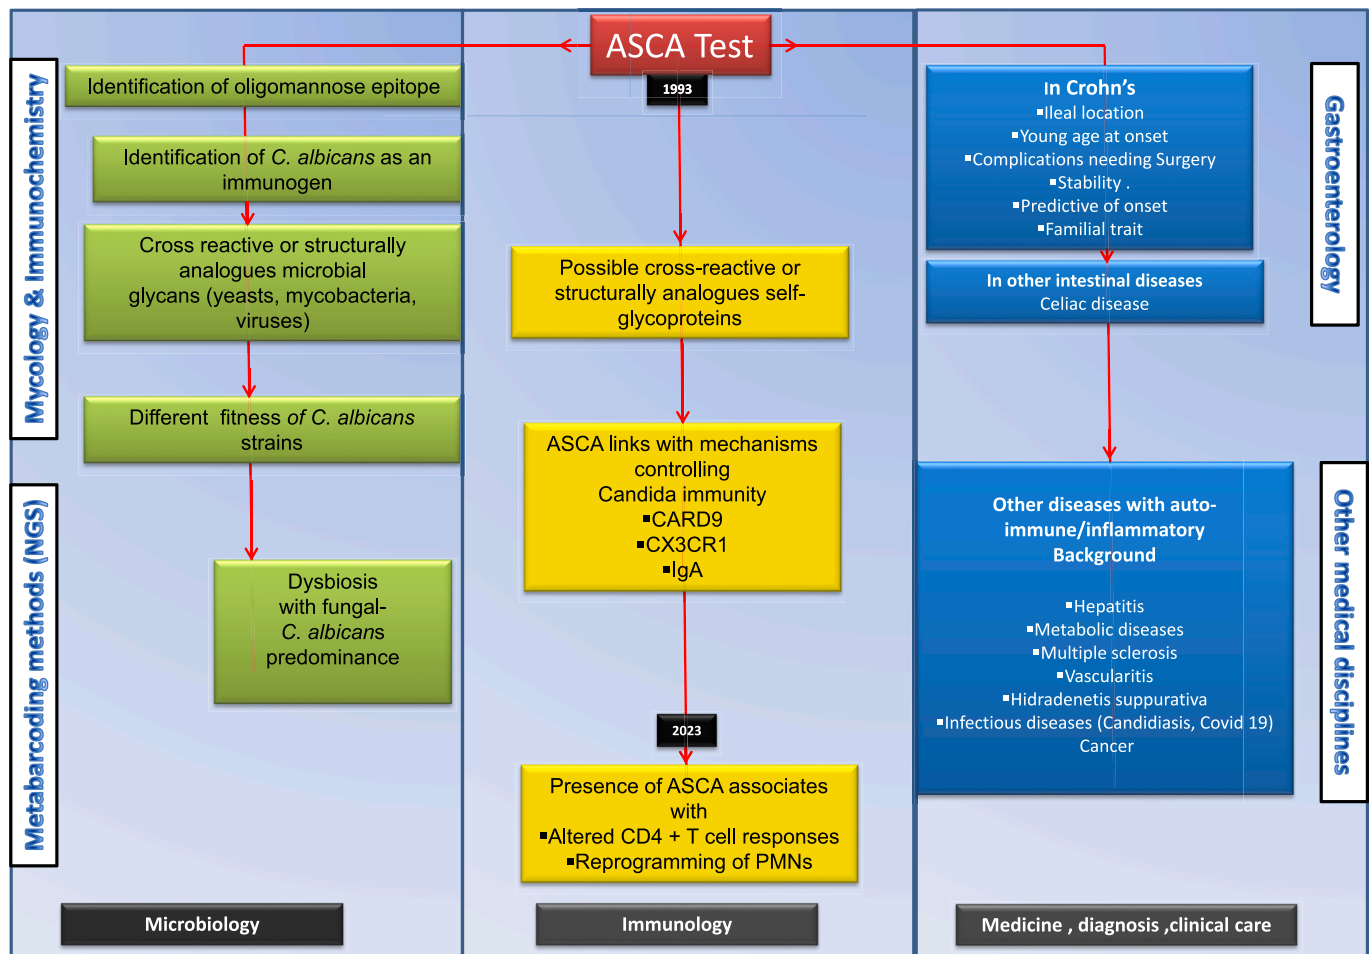 ASCA Test
1993
Mycology & Immunochemistry
Metabarcoding methods (NGS)
Identification of oligomannose epitope
Identification of C. albicans as an
immunogen
Cross reactive or structurally
analogues microbial
glycans (yeasts, mycobacteria,
viruses)
Different fitness of C. albicans
strains
Dysbiosis
with fungal-
C. albicans
predominance
Microbiology
Possible cross-reactive or
structurally analogues self-
glycoproteins
ASCA links with mechanisms
controlling
Candida immunity
▪CARD9
▪CX3CR1
▪IgA
2023
Presence of ASCA associates
with
▪Altered CD4 + T cell responses
▪Reprogramming of PMNs
Immunology
In Crohn's
▪Ileal location
▪Young age at onset
▪Complications needing Surgery
▪Stability .
▪Predictive of onset
▪Familial trait
In other intestinal diseases
Celiac disease
Other diseases with auto-
immune/inflammatory
Background
▪Hepatitis
▪Metabolic diseases
▪Multiple sclerosis
▪Vascularitis
▪Hidradenetis suppurativa
▪Infectious diseases (Candidiasis, Covid 19)
Cancer
Medicine , diagnosis ,clinical care
Gastroenterology
Other medical disciplines